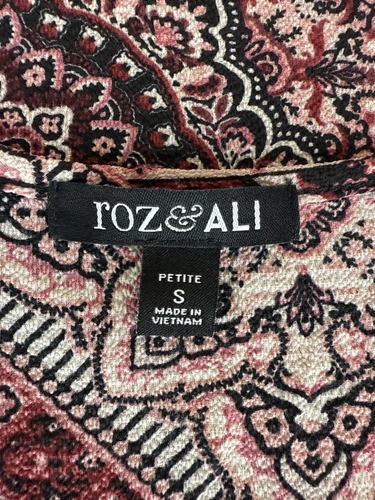 roz&ALI
PETITE
S
MADE IN
VIETNAM